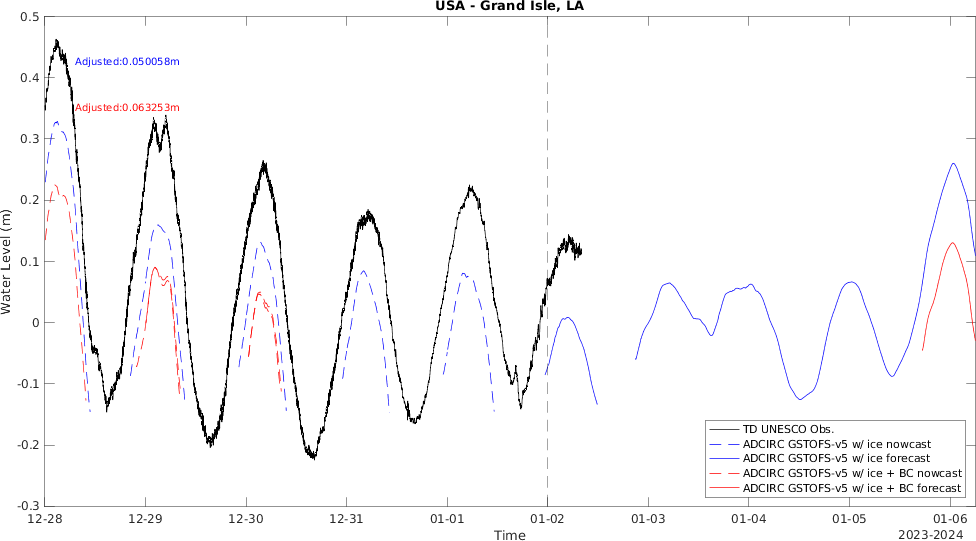 USA - Grand Isle, LA
0.5
0.4
0.3
0.2
0.1
0
-0.1
-0.2
-0.3
Water Level (m)
Adjusted:0.050058m
Adjusted:0.063253m
TD UNESCO Obs.
ADCIRC GSTOFS-v5 w/ ice nowcast
ADCIRC GSTOFS-v5 w/ ice forecast
ADCIRC GSTOFS-v5 w/ ice + BC nowcast
ADCIRC GSTOFS-v5 w/ ice + BC forecast
12-28 12-29 12-30 12-31 01-01 01-02 01-03 01-04 01-05 01-06
Time
2023-2024